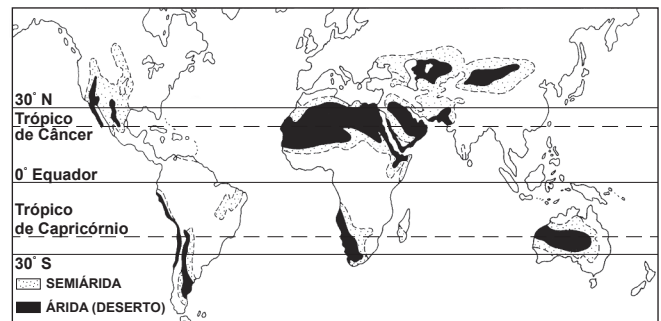 30° N
Trópico
de Câncer
0° Equador
Trópico
de Capricórnio
30° S
SEMIÁRIDA
ÁRIDA (DESERTO)